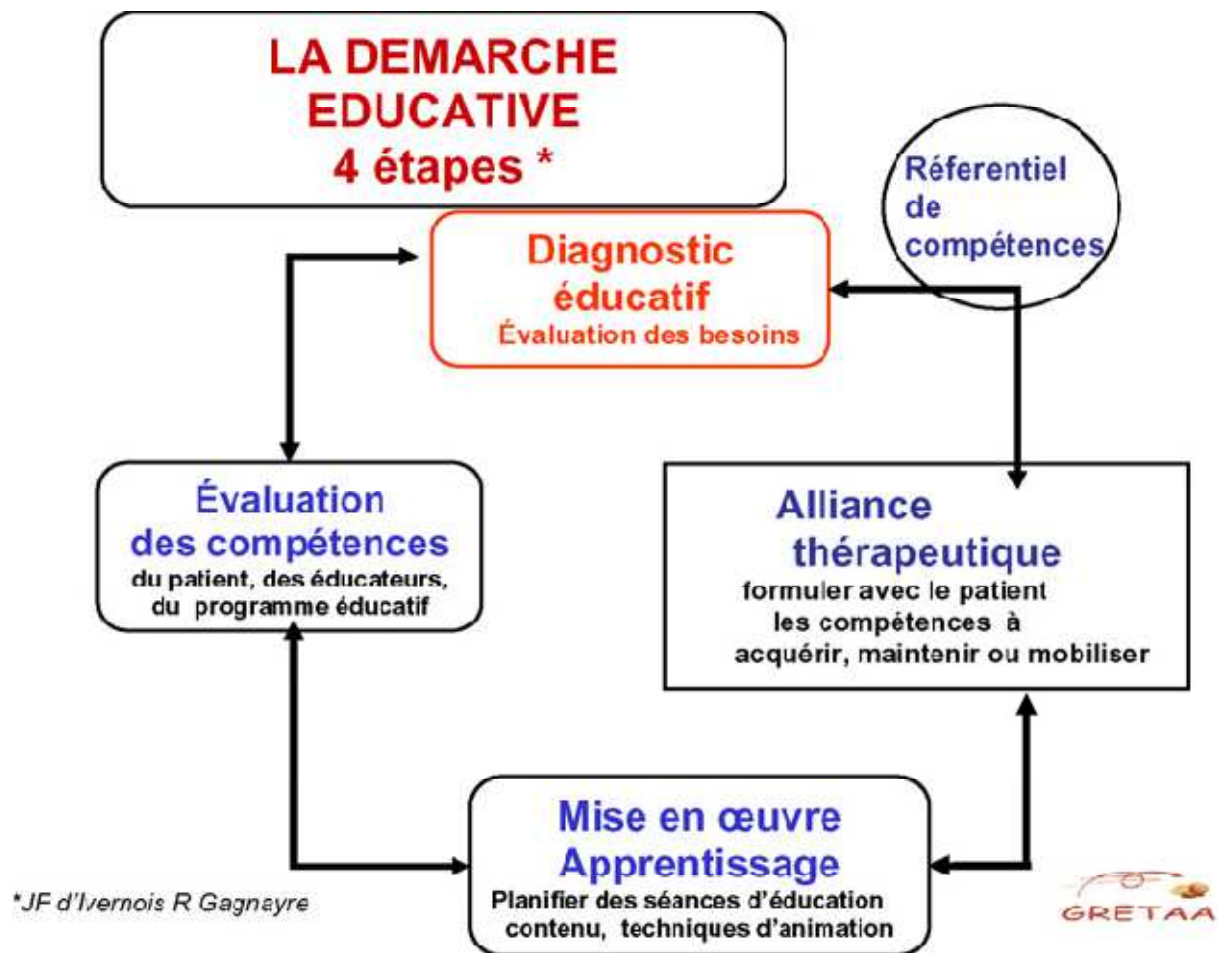 LA DEMARCHE
EDUCATIVE
4 étapes *
Réferentiel
de
compétences
Diagnostic
éducatif
Évaluation des besoins
Évaluation
des compétences
du patient, des éducateurs,
du programme éducatif
Alliance
thérapeutique
formuler avec le patient
les compétences à
acquérir, maintenir ou mobiliser
Mise en œuvre
Apprentissage
Planifier des séances d'éducation
contenu, techniques d'animation
*JF d'Ivernois R Gagnayre
GRETAA